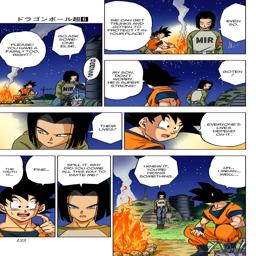 EVEN
SO.
WE CAN GET
TRUNKS AND
GOTEN TO
PROTECT IT IN
YOUR PLACE!
MIR
ドラゴンボール超 6
GO ASK
SOME-
ONE
ELSE.
PLEASE!
YOU HAVE A
FAMILY TOO,
RIGHT?
GOTEN
?
MY SON.
DON'T
WORRY.
HE'S SUPER
STRONG!
EVERYONE'S
LIVES
DEPEND
ON IT.
THEIR
LIVES?
UH...
I MEAN,
WELL...
I KNEW IT.
YOU'RE
HIDING
SOMETHING.
SPILL IT. WHY
DID YOU COME
ALL THIS WAY TO
INVITE ME?
FINE...
THE
TRUTH
IS...